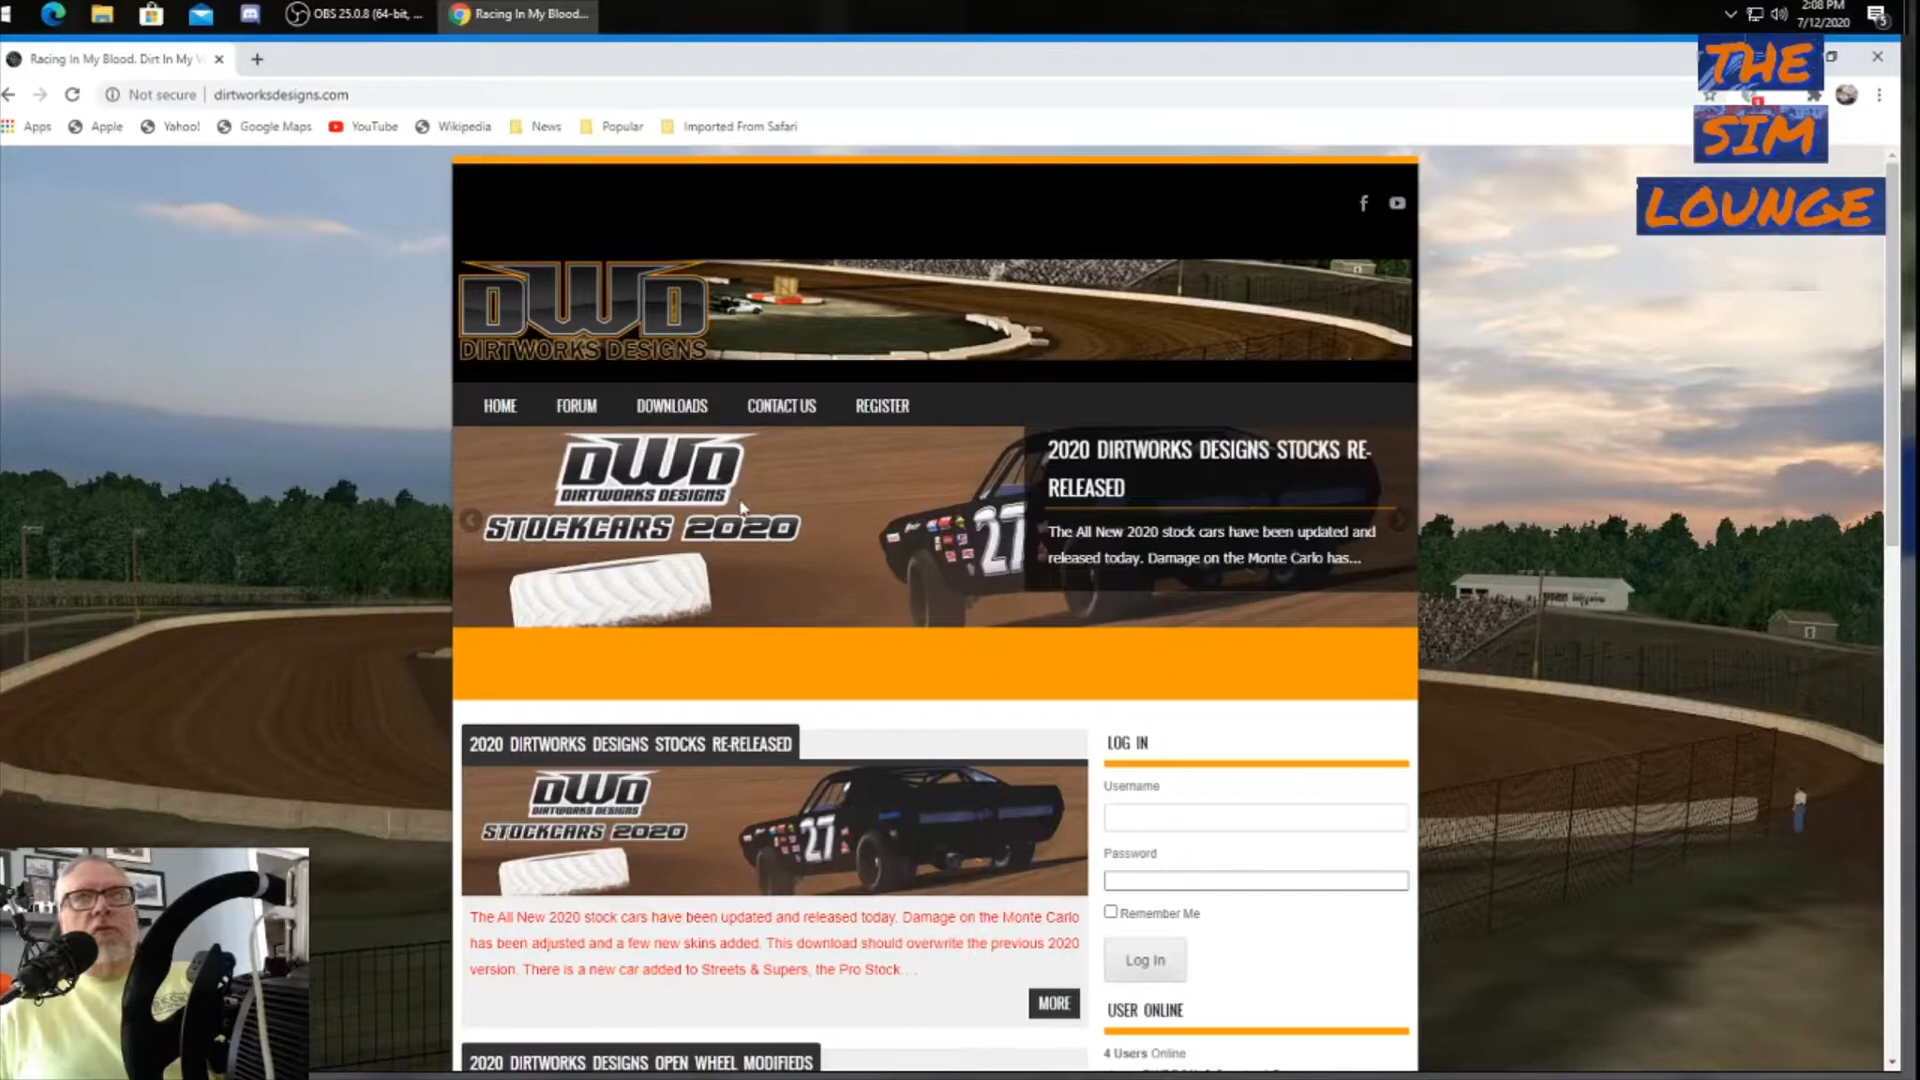 OBS 25.0.8 (64-bit, ...
Racing In My Blood...
2:08 PM
7/12/2020
5
Racing In My Blood. Dirt In My V
THE
SIM
LOUNGE
Not secure | dirtworksdesigns.com
Apps Apple Yahoo! Google Maps YouTube Wikipedia News Popular Imported From Safari
DWD
DIRTWORKS DESIGNS
HOME FORUM DOWNLOADS CONTACT US REGISTER
DWD
DIRTWORKS DESIGNS
STOCKCARS 2020
27
2020 DIRTWORKS DESIGNS STOCKS RE-
RELEASED
The All New 2020 stock cars have been updated and
released today. Damage on the Monte Carlo has...
2020 DIRTWORKS DESIGNS STOCKS RE-RELEASED
DWD
DIRTWORKS DESIGNS
STOCKCARS 2020
27
The All New 2020 stock cars have been updated and released today. Damage on the Monte Carlo
has been adjusted and a few new skins added. This download should overwrite the previous 2020
version. There is a new car added to Streets & Supers, the Pro Stock....
MORE
2020 DIRTWORKS DESIGNS OPEN WHEEL MODIFIEDS
LOG IN
Username
Password
Remember Me
Log In
USER ONLINE
4 Users Online